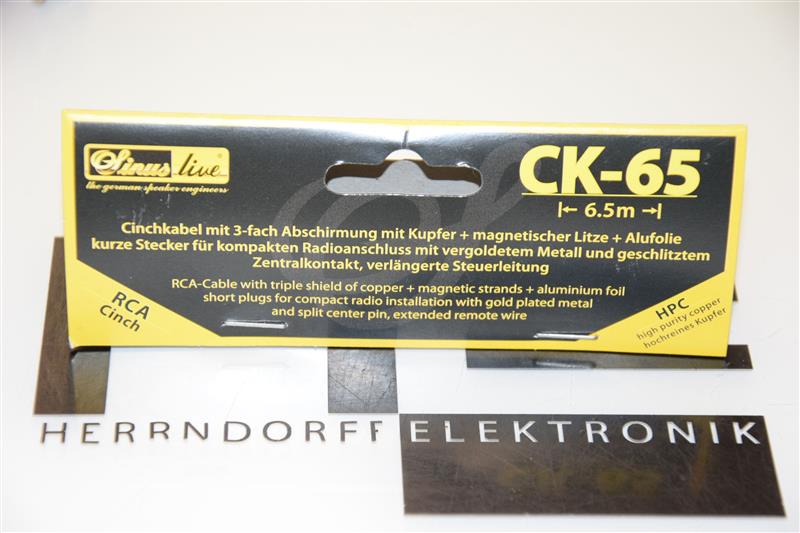 Sinus live
the german speaker engineers
CK-65
6.5m
Cinchkabel mit 3-fach Abschirmung mit Kupfer + magnetischer Litze + Alufolie
kurze Stecker für kompakten Radioanschluss mit vergoldetem Metall und geschlitztem
Zentralkontakt, verlängerte Steuerleitung
RCA-Cable with triple shield of copper + magnetic strands + aluminium foil
short plugs for compact radio installation with gold plated metal
and split center pin, extended remote wire
RCA
Cinch
HPC
high purity copper
hochreines Kupfer
HERRNDORFF ELEKTRONIK